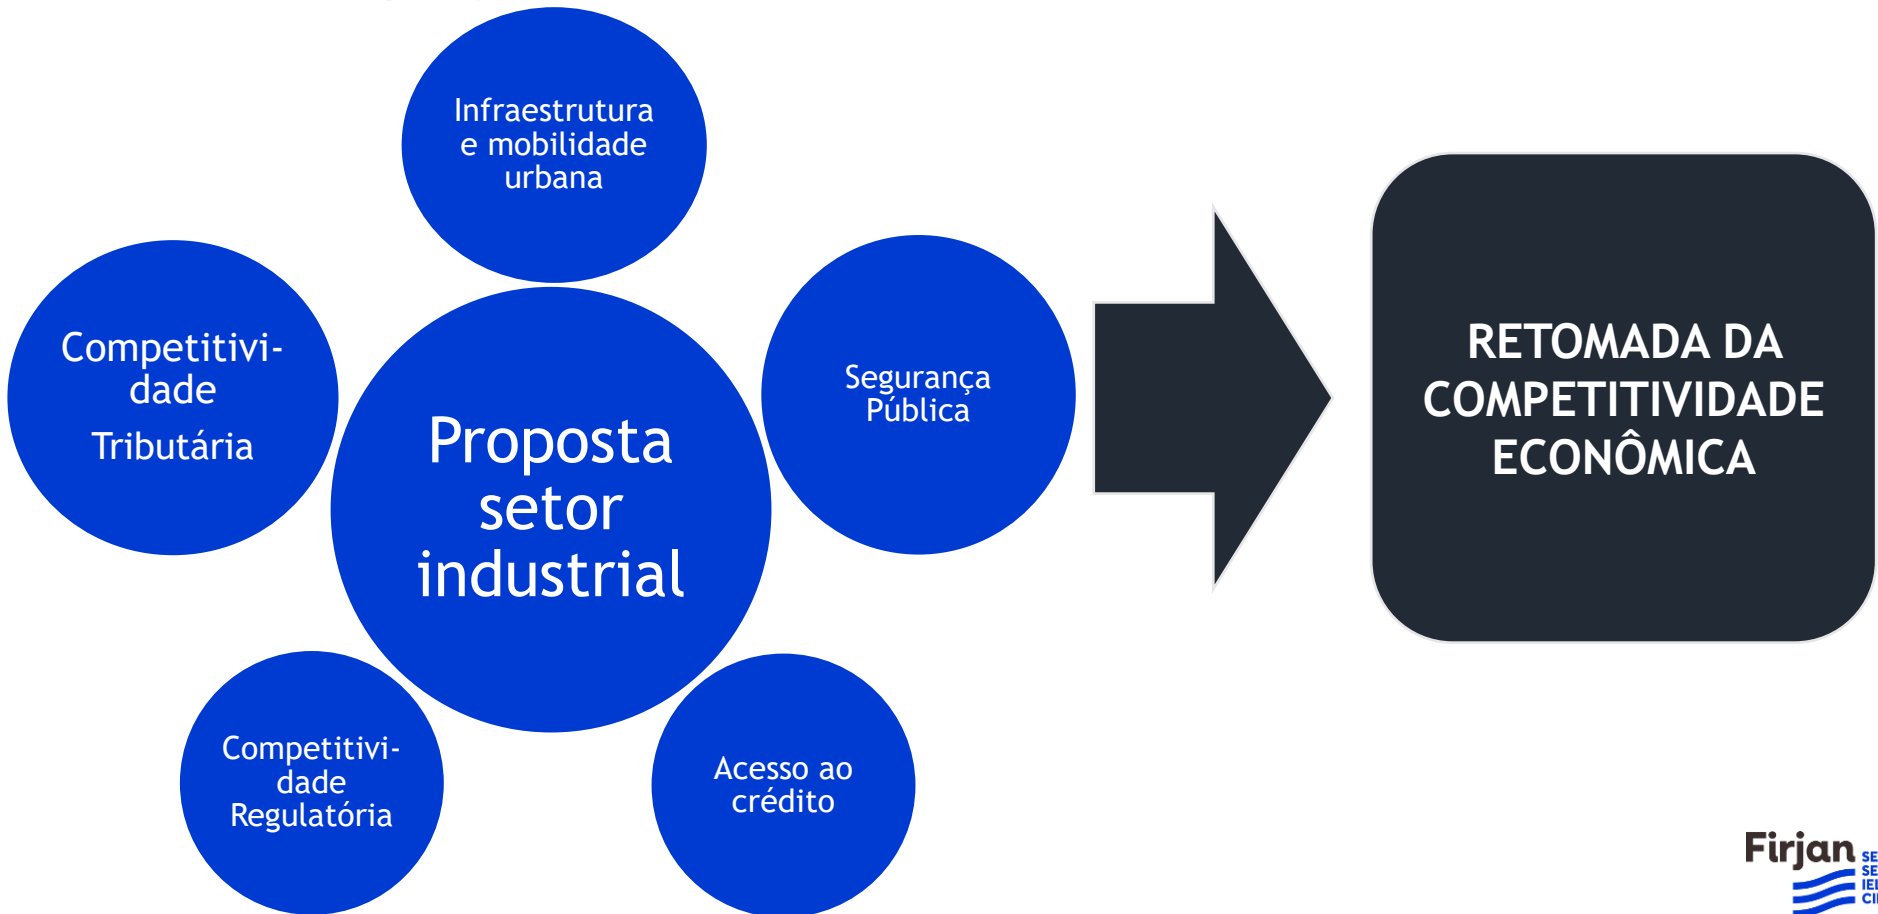 Infraestrutura
e mobilidade
urbana
Competitivi-
dade
Tributária
Proposta
setor
industrial
Segurança
Pública
Competitivi-
dade
Regulatória
Acesso ao
crédito
RETOMADA DA
COMPETITIVIDADE
ECONÔMICA
Firjan